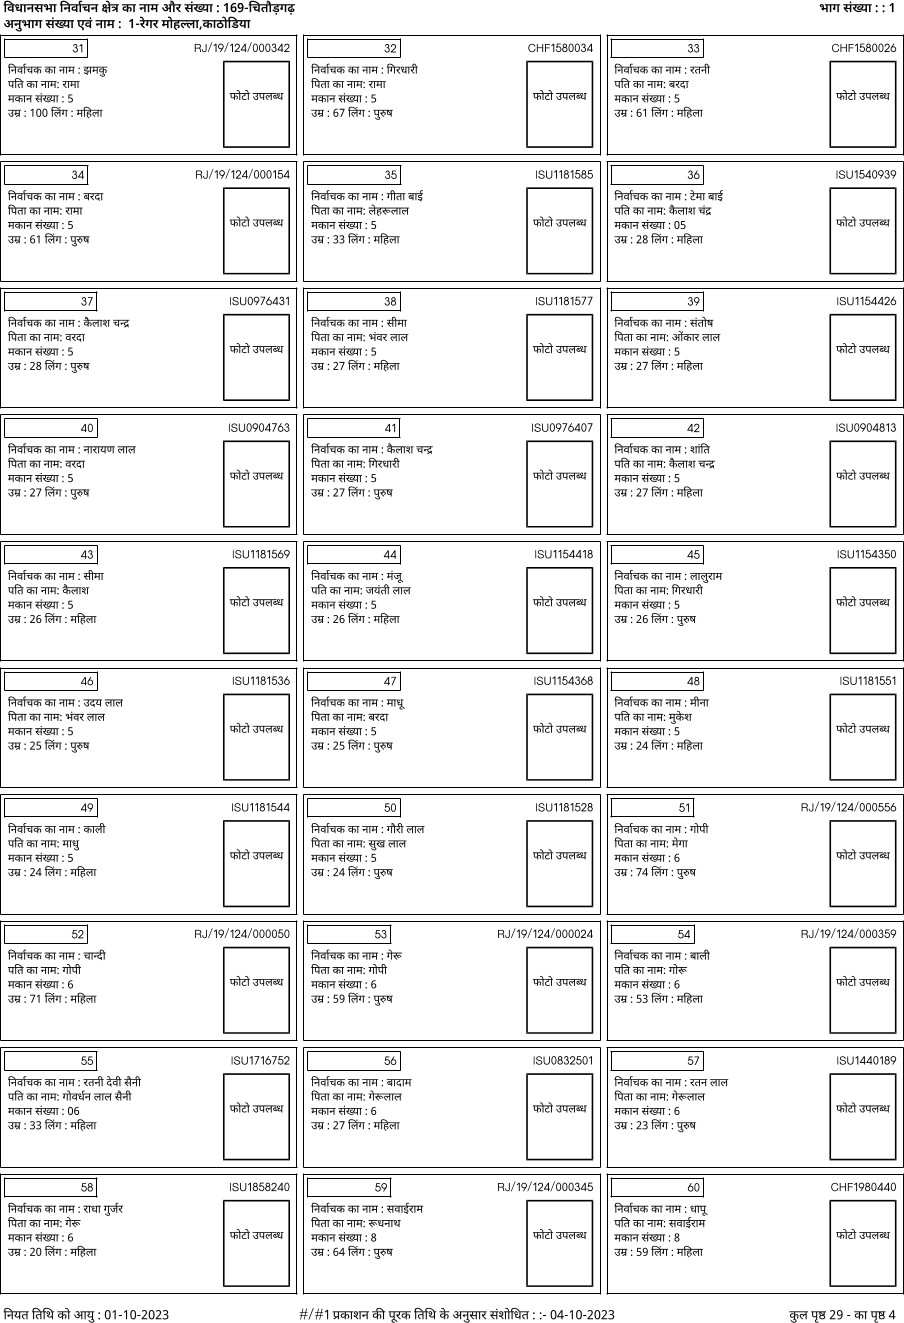 विधानसभा निर्वाचन क्षेत्र का नाम और संख्या : 169-चितौड़गढ़ भाग संख्या : : 1
अनुभाग संख्या एवं नाम : 1-रेगर मोहल्ला,काठोडिया
31 RJ/19/124/000342
निर्वाचक का नाम : झमकु
पति का नाम: रामा
मकान संख्या : 5
उम्र : 100 लिंग : महिला
फोटो उपलब्ध
32 CHF1580034
निर्वाचक का नाम : गिरधारी
पिता का नाम: रामा
मकान संख्या : 5
उम्र : 67 लिंग : पुरुष
फोटो उपलब्ध
33 CHF1580026
निर्वाचक का नाम : रतनी
पति का नाम: बरदा
मकान संख्या : 5
उम्र : 61 लिंग : महिला
फोटो उपलब्ध
34 RJ/19/124/000154
निर्वाचक का नाम : बरदा
पिता का नाम: रामा
मकान संख्या : 5
उम्र : 61 लिंग : पुरुष
फोटो उपलब्ध
35 ISU1181585
निर्वाचक का नाम : गीता बाई
पिता का नाम: लेहरूलाल
मकान संख्या : 5
उम्र : 33 लिंग : महिला
फोटो उपलब्ध
36 ISU1540939
निर्वाचक का नाम : टेमा बाई
पति का नाम: कैलाश चंद्र
मकान संख्या : 05
उम्र : 28 लिंग : महिला
फोटो उपलब्ध
37 ISU0976431
निर्वाचक का नाम : कैलाश चन्द्र
पिता का नाम: वरदा
मकान संख्या : 5
उम्र : 28 लिंग : पुरुष
फोटो उपलब्ध
38 ISU1181577
निर्वाचक का नाम : सीमा
पिता का नाम: भंवर लाल
मकान संख्या : 5
उम्र : 27 लिंग : महिला
फोटो उपलब्ध
39 ISU1154426
निर्वाचक का नाम : संतोष
पिता का नाम: ओंकार लाल
मकान संख्या : 5
उम्र : 27 लिंग : महिला
फोटो उपलब्ध
40 ISU0904763
निर्वाचक का नाम : नारायण लाल
पिता का नाम: वरदा
मकान संख्या : 5
उम्र : 27 लिंग : पुरुष
फोटो उपलब्ध
41 ISU0976407
निर्वाचक का नाम : कैलाश चन्द्र
पिता का नाम: गिरधारी
मकान संख्या : 5
उम्र : 27 लिंग : पुरुष
फोटो उपलब्ध
42 ISU0904813
निर्वाचक का नाम : शांति
पति का नाम: कैलाश चन्द्र
मकान संख्या : 5
उम्र : 27 लिंग : महिला
फोटो उपलब्ध
43 ISU1181569
निर्वाचक का नाम : सीमा
पति का नाम: कैलाश
मकान संख्या : 5
उम्र : 26 लिंग : महिला
फोटो उपलब्ध
44 ISU1154418
निर्वाचक का नाम : मंजू
पति का नाम: जयंती लाल
मकान संख्या : 5
उम्र : 26 लिंग : महिला
फोटो उपलब्ध
45 ISU1154350
निर्वाचक का नाम : लालुराम
पिता का नाम: गिरधारी
मकान संख्या : 5
उम्र : 26 लिंग : पुरुष
फोटो उपलब्ध
46 ISU1181536
निर्वाचक का नाम : उदय लाल
पिता का नाम: भंवर लाल
मकान संख्या : 5
उम्र : 25 लिंग : पुरुष
फोटो उपलब्ध
47 ISU1154368
निर्वाचक का नाम : माधू
पिता का नाम: बरदा
मकान संख्या : 5
उम्र : 25 लिंग : पुरुष
फोटो उपलब्ध
48 ISU1181551
निर्वाचक का नाम : मीना
पति का नाम: मुकेश
मकान संख्या : 5
उम्र : 24 लिंग : महिला
फोटो उपलब्ध
49 ISU1181544
निर्वाचक का नाम : काली
पति का नाम: माधु
मकान संख्या : 5
उम्र : 24 लिंग : महिला
फोटो उपलब्ध
50 ISU1181528
निर्वाचक का नाम : गौरी लाल
पिता का नाम: सुख लाल
मकान संख्या : 5
उम्र : 24 लिंग : पुरुष
फोटो उपलब्ध
51 RJ/19/124/000556
निर्वाचक का नाम : गोपी
पिता का नाम: मेगा
मकान संख्या : 6
उम्र : 74 लिंग : पुरुष
फोटो उपलब्ध
52 RJ/19/124/000050
निर्वाचक का नाम : चान्दी
पति का नाम: गोपी
मकान संख्या : 6
उम्र : 71 लिंग : महिला
फोटो उपलब्ध
53 RJ/19/124/000024
निर्वाचक का नाम : गेरू
पिता का नाम: गोपी
मकान संख्या : 6
उम्र : 59 लिंग : पुरुष
फोटो उपलब्ध
54 RJ/19/124/000359
निर्वाचक का नाम : बाली
पति का नाम: गोरू
मकान संख्या : 6
उम्र : 53 लिंग : महिला
फोटो उपलब्ध
55 ISU1716752
निर्वाचक का नाम : रतनी देवी सैनी
पति का नाम: गोवर्धन लाल सैनी
मकान संख्या : 06
उम्र : 33 लिंग : महिला
फोटो उपलब्ध
56 ISU0832501
निर्वाचक का नाम : बादाम
पिता का नाम: गेरूलाल
मकान संख्या : 6
उम्र : 27 लिंग : महिला
फोटो उपलब्ध
57 ISU1440189
निर्वाचक का नाम : रतन लाल
पिता का नाम: गेरूलाल
मकान संख्या : 6
उम्र : 23 लिंग : पुरुष
फोटो उपलब्ध
58 ISU1858240
निर्वाचक का नाम : राधा गुर्जर
पिता का नाम: गेरू
मकान संख्या : 6
उम्र : 20 लिंग : महिला
फोटो उपलब्ध
59 RJ/19/124/000345
निर्वाचक का नाम : सवाईराम
पिता का नाम: रूधनाथ
मकान संख्या : 8
उम्र : 64 लिंग : पुरुष
फोटो उपलब्ध
60 CHF1980440
निर्वाचक का नाम : धापू
पति का नाम: सवाईराम
मकान संख्या : 8
उम्र : 59 लिंग : महिला
फोटो उपलब्ध
नियत तिथि को आयु : 01-10-2023 #/#1 प्रकाशन की पूरक तिथि के अनुसार संशोधित : :- 04-10-2023 कुल पृष्ठ 29 - का पृष्ठ 4